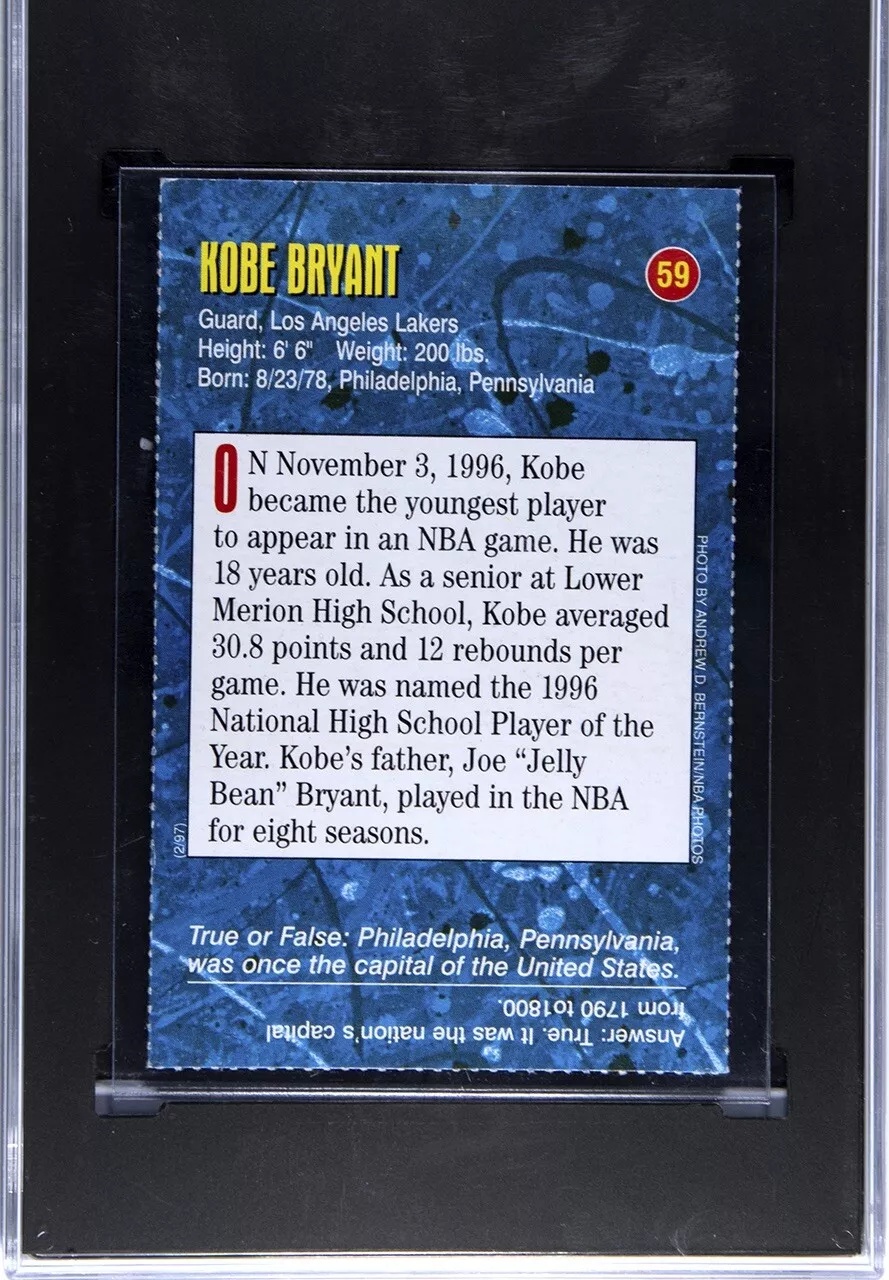 KOBE BRYANT
59
Guard, Los Angeles Lakers
Height: 6' 6" Weight: 200 lbs.
Born: 8/23/78, Philadelphia, Pennsylvania
ON November 3, 1996, Kobe
became the youngest player
to appear in an NBA game. He was
18 years old. As a senior at Lower
Merion High School, Kobe averaged
30.8 points and 12 rebounds per
game. He was named the 1996
National High School Player of the
Year. Kobe's father, Joe “Jelly
Bean” Bryant, played in the NBA
for eight seasons.
(2/97)
PHOTO BY ANDREW D. BERNSTEIN/NBA PHOTOS
True or False: Philadelphia, Pennsylvania,
was once the capital of the United States.
Answer: True. It was the nation's capital
from 1790 to1800.